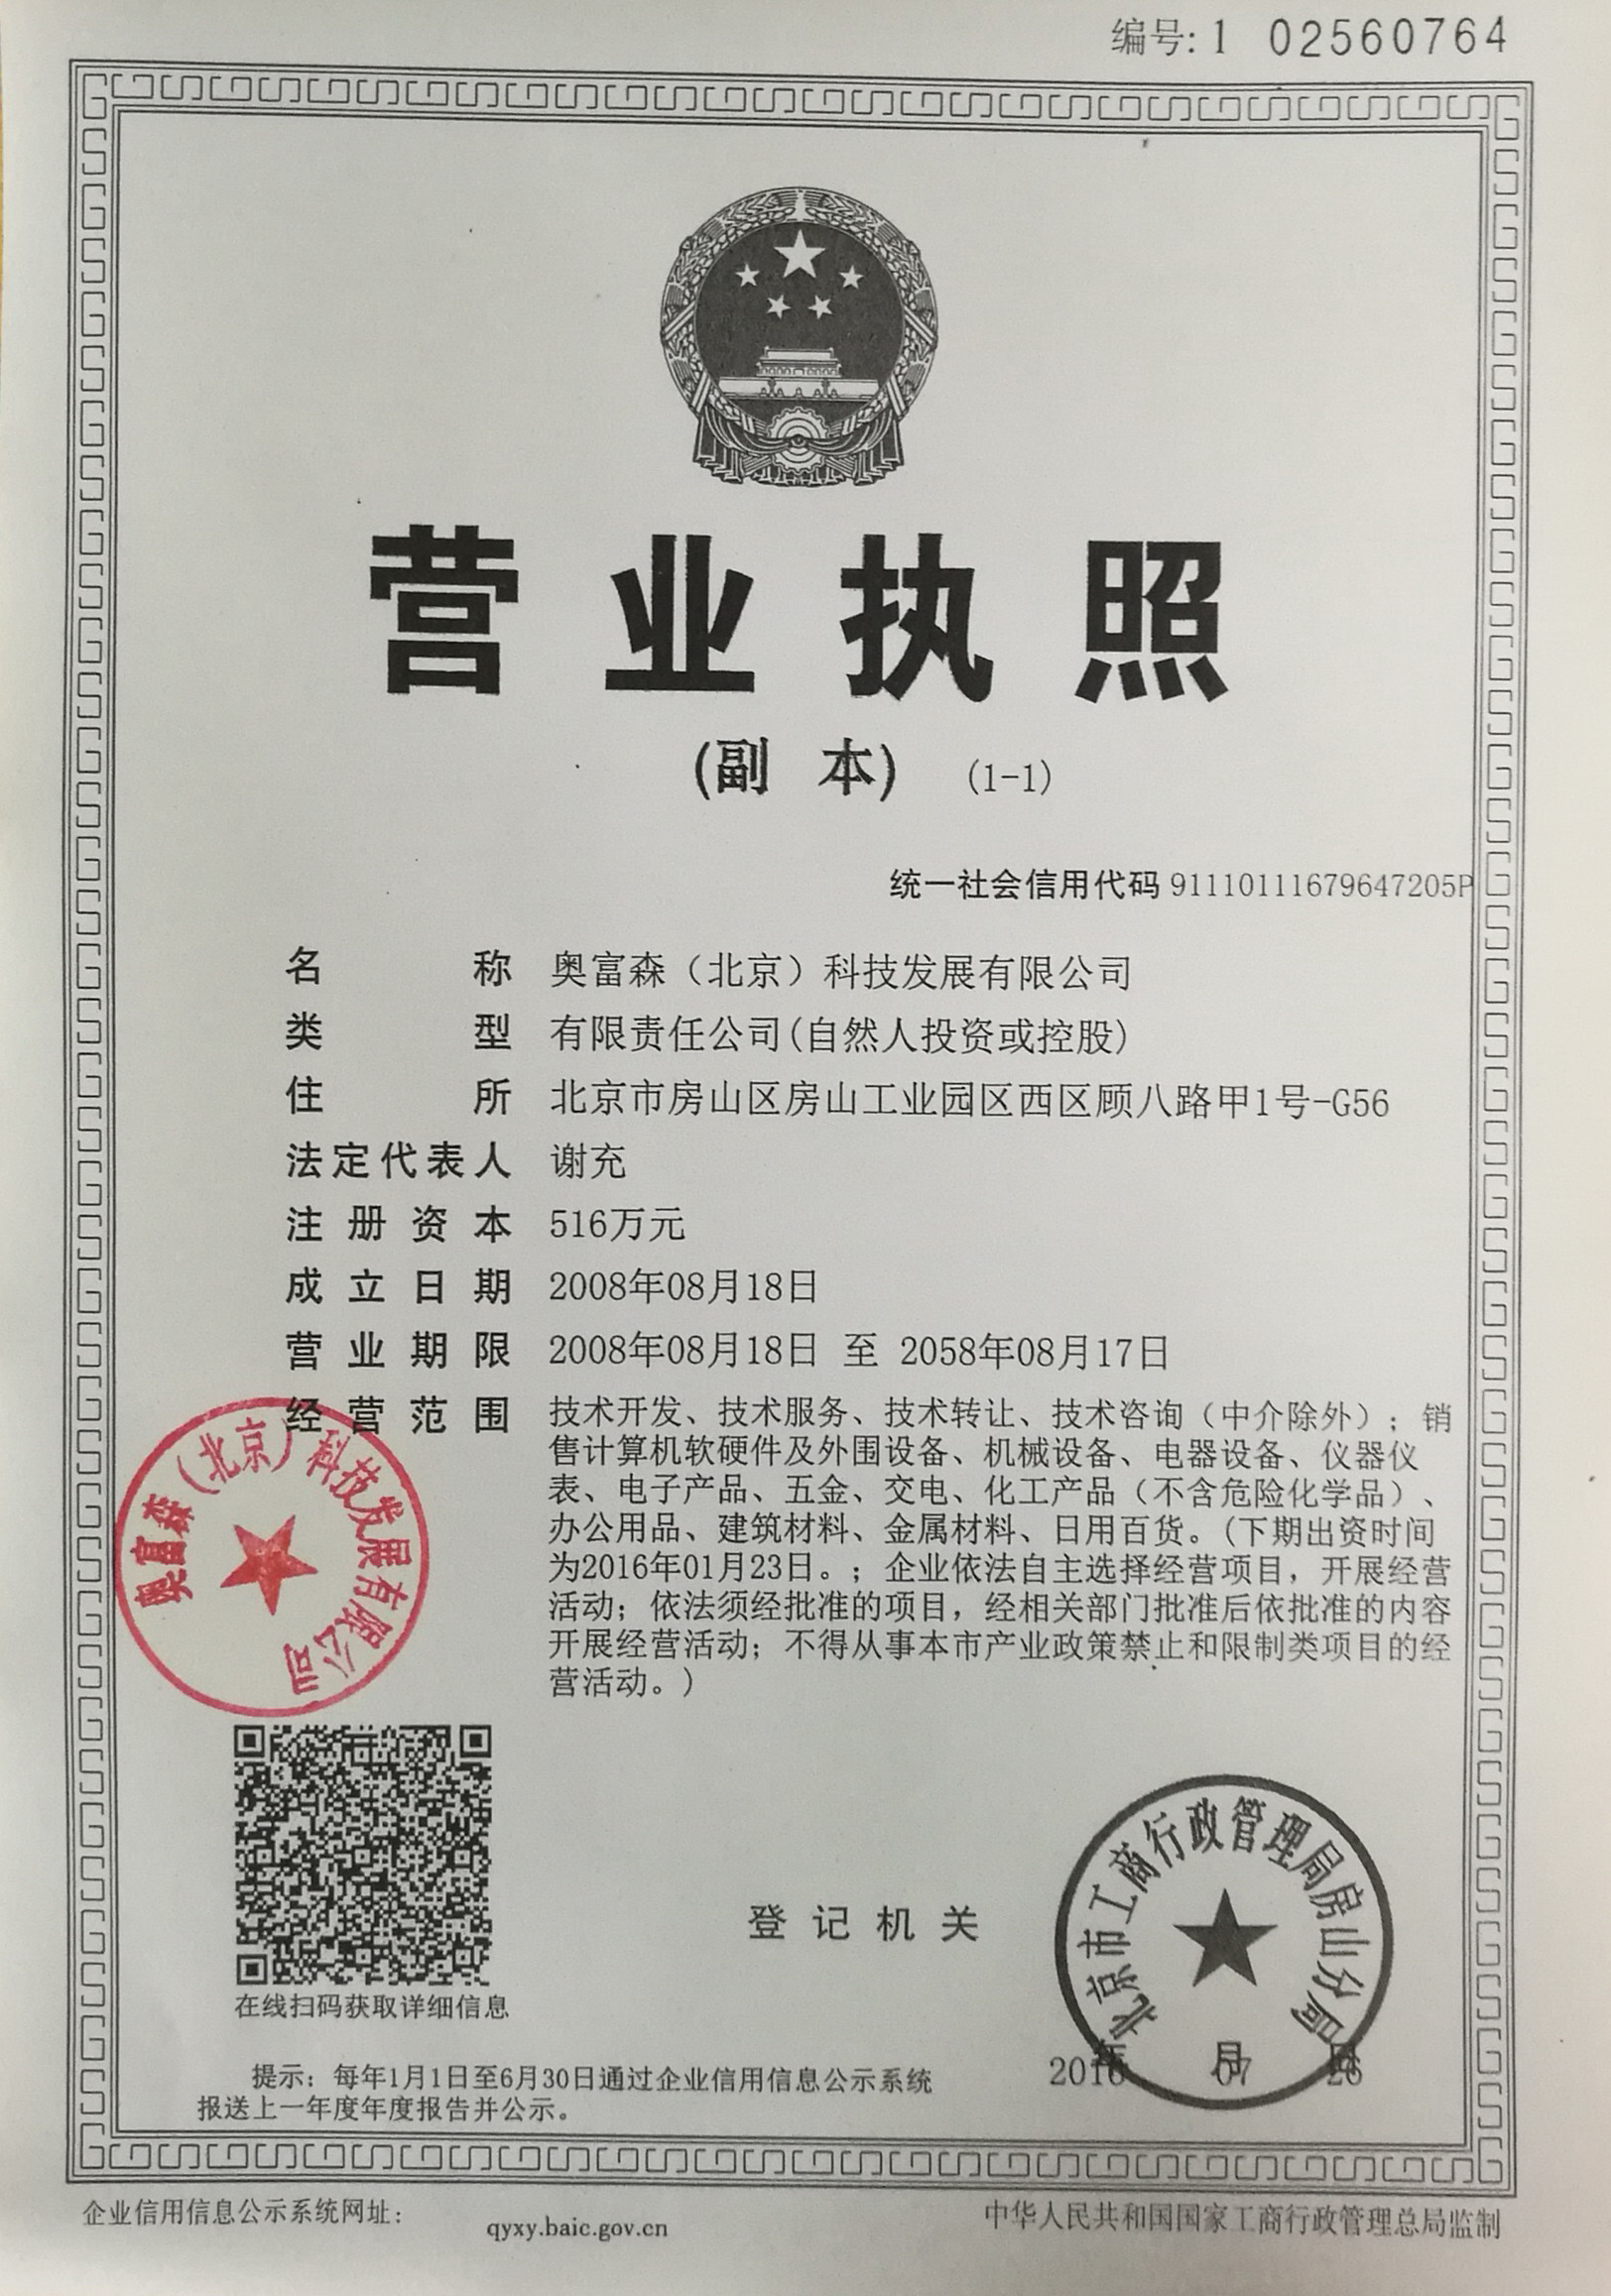 编号: 1 02560764
营业执照
(副 本) (1-1)
统一社会信用代码 91110111679647205P
名称 奥富森（北京）科技发展有限公司
类型 有限责任公司(自然人投资或控股)
住所 北京市房山区房山工业园区西区顾八路甲1号-G56
法定代表人 谢充
注册资本 516万元
成立日期 2008年08月18日
营业期限 2008年08月18日 至 2058年08月17日
经营范围 技术开发、技术服务、技术转让、技术咨询（中介除外）；销
售计算机软硬件及外围设备、机械设备、电器设备、仪器仪
表、电子产品、五金、交电、化工产品（不含危险化学品）、
办公用品、建筑材料、金属材料、日用百货。(下期出资时间
为2016年01月23日。；企业依法自主选择经营项目，开展经营
活动；依法须经批准的项目，经相关部门批准后依批准的内容
开展经营活动；不得从事本市产业政策禁止和限制类项目的经
营活动。)
奥富森（北京）科技发展有限公司
在线扫码获取详细信息
登记机关
北京市工商行政管理局房山分局
2016年07月26日
提示：每年1月1日至6月30日通过企业信用信息公示系统
报送上一年度年度报告并公示。
企业信用信息公示系统网址： qyxy.baic.gov.cn
中华人民共和国国家工商行政管理总局监制